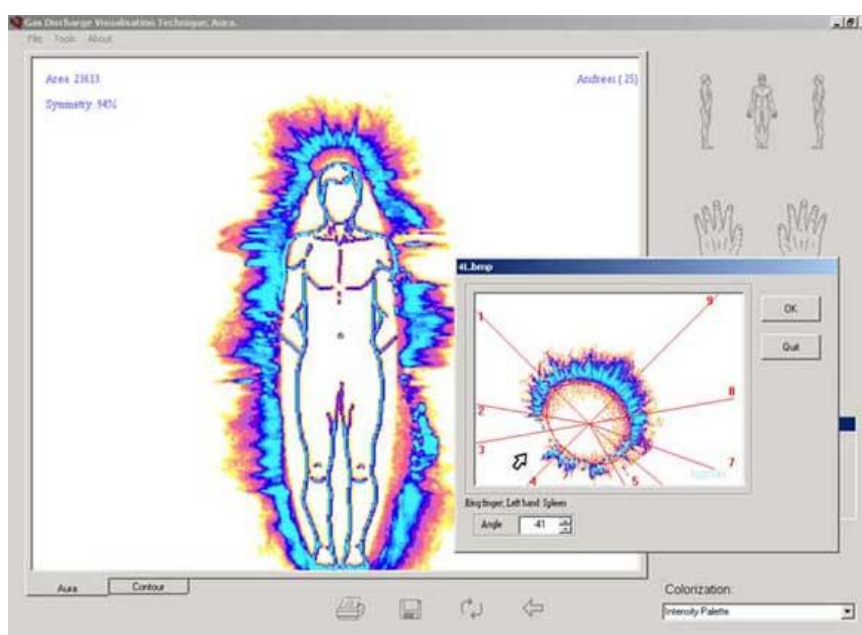 Gas Discharge Visualisation Technique, Aura.
File Tools About
Area 23613
Symmetry 94%
Andreei (25)
4L.bmp
1
9
2
8
3
7
4
5
OK
Quit
Ring finger, Left hand Spleen
Angle -41
Aura Contour
Colorization:
Intensity Palette